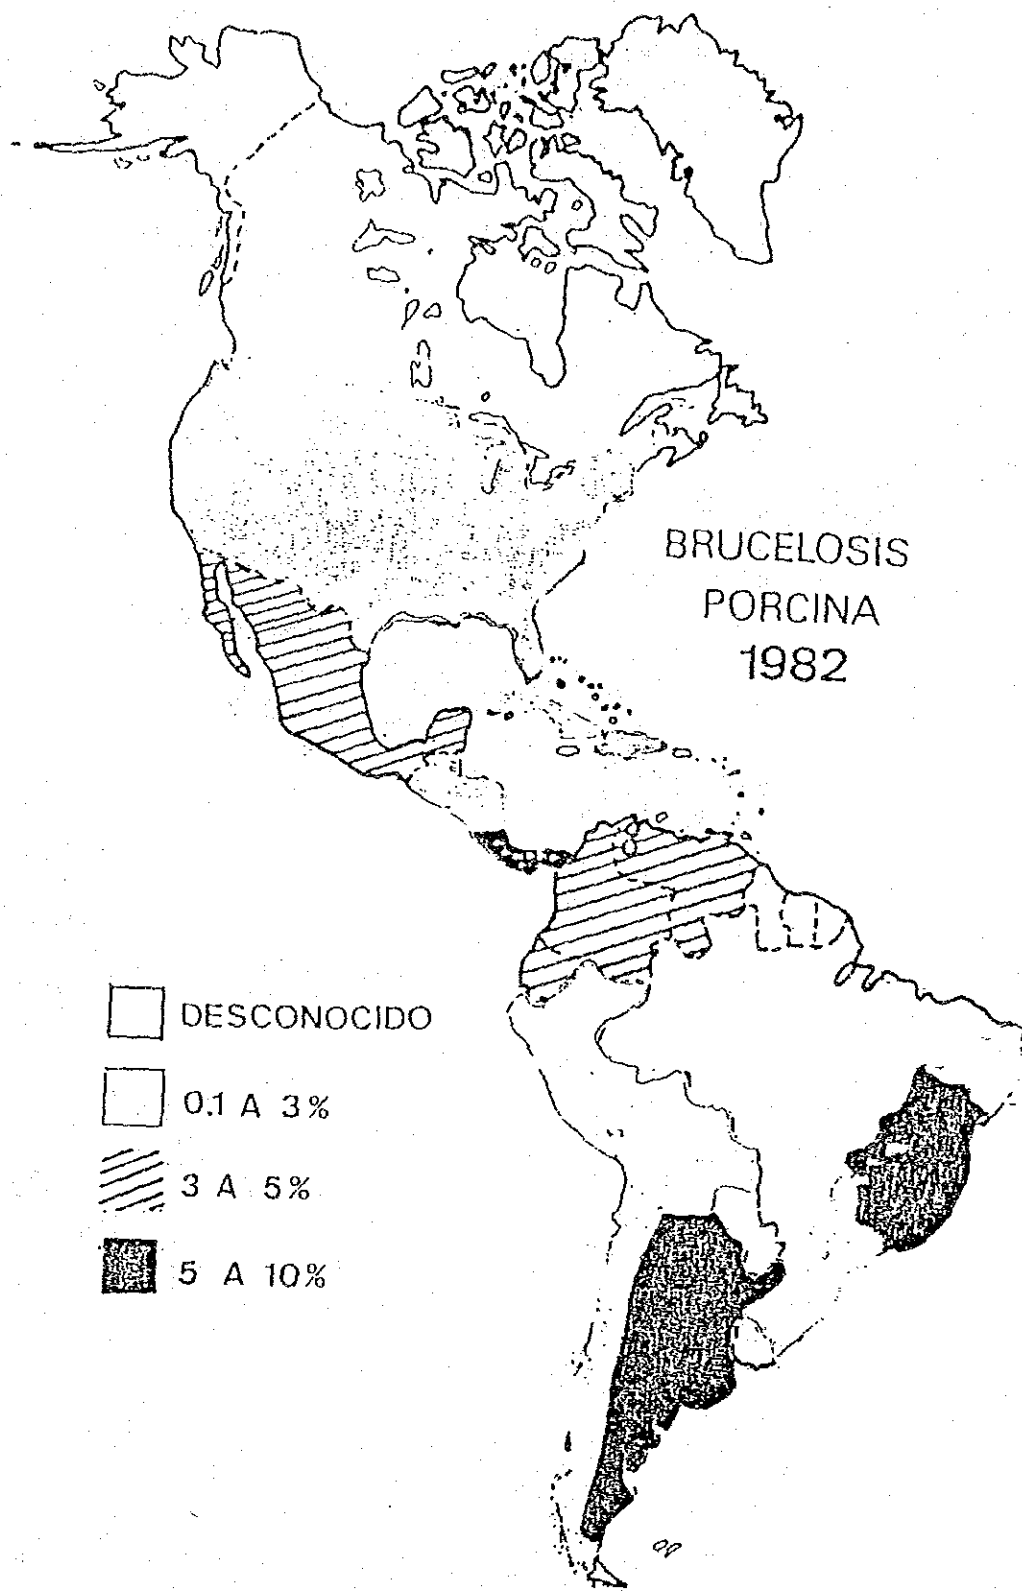 BRUCELOSIS
PORCINA
1982
DESCONOCIDO
0.1 A 3%
3 A 5%
5 A 10%